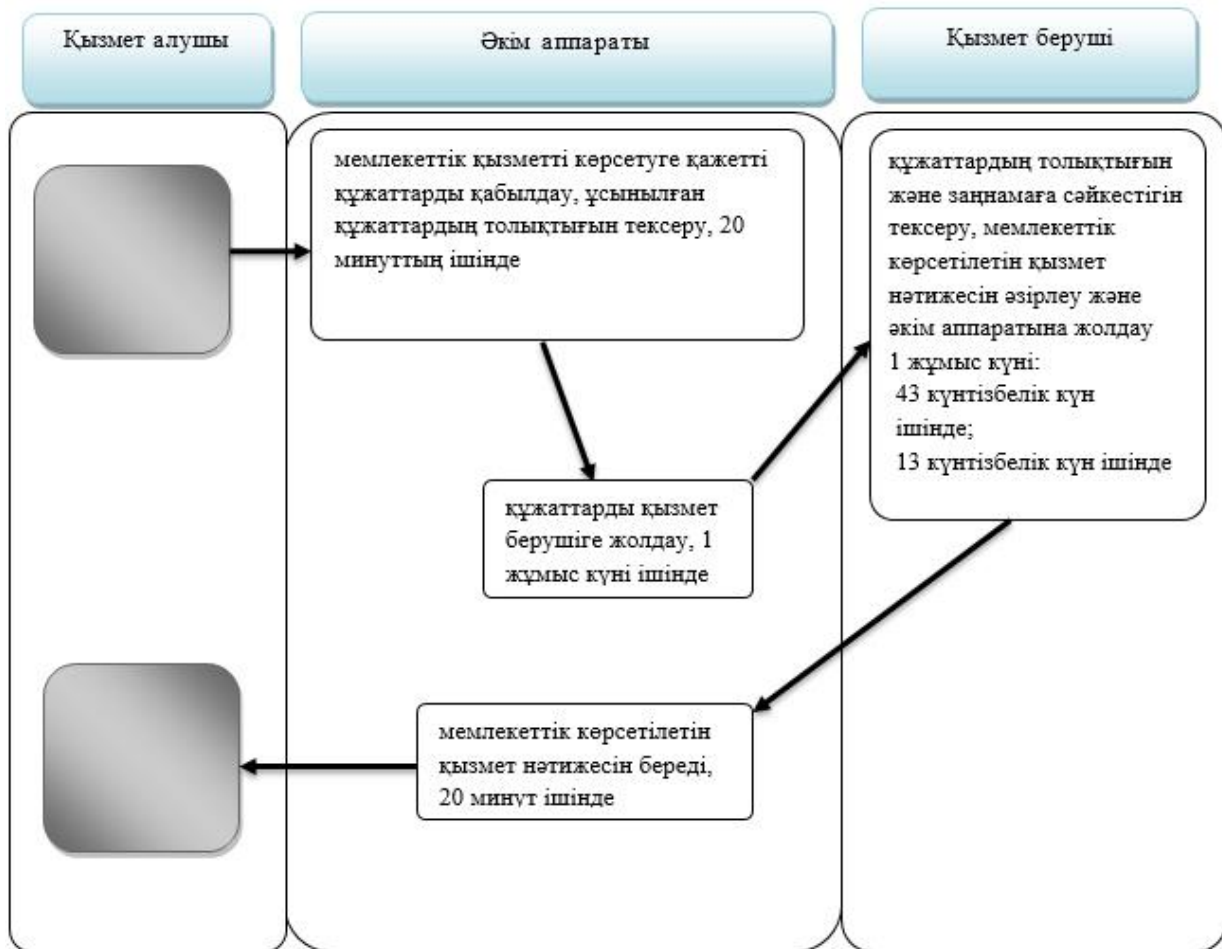 Қызмет алушы
Әкім аппараты
Қызмет беруші
мемлекеттік қызметті көрсетуге қажетті
құжаттарды қабылдау, ұсынылған
құжаттардың толықтығын тексеру, 20
минуттың ішінде
құжаттардың толықтығын
және заңнамаға сәйкестігін
тексеру, мемлекеттік
көрсетілетін қызмет
нәтижесін әзірлеу және
әкім аппаратына жолдау
1 жұмыс күні:
43 күнтізбелік күн
ішінде;
13 күнтізбелік күн ішінде
құжаттарды қызмет
берушіге жолдау, 1
жұмыс күні ішінде
мемлекеттік көрсетілетін
қызмет нәтижесін береді,
20 минут ішінде